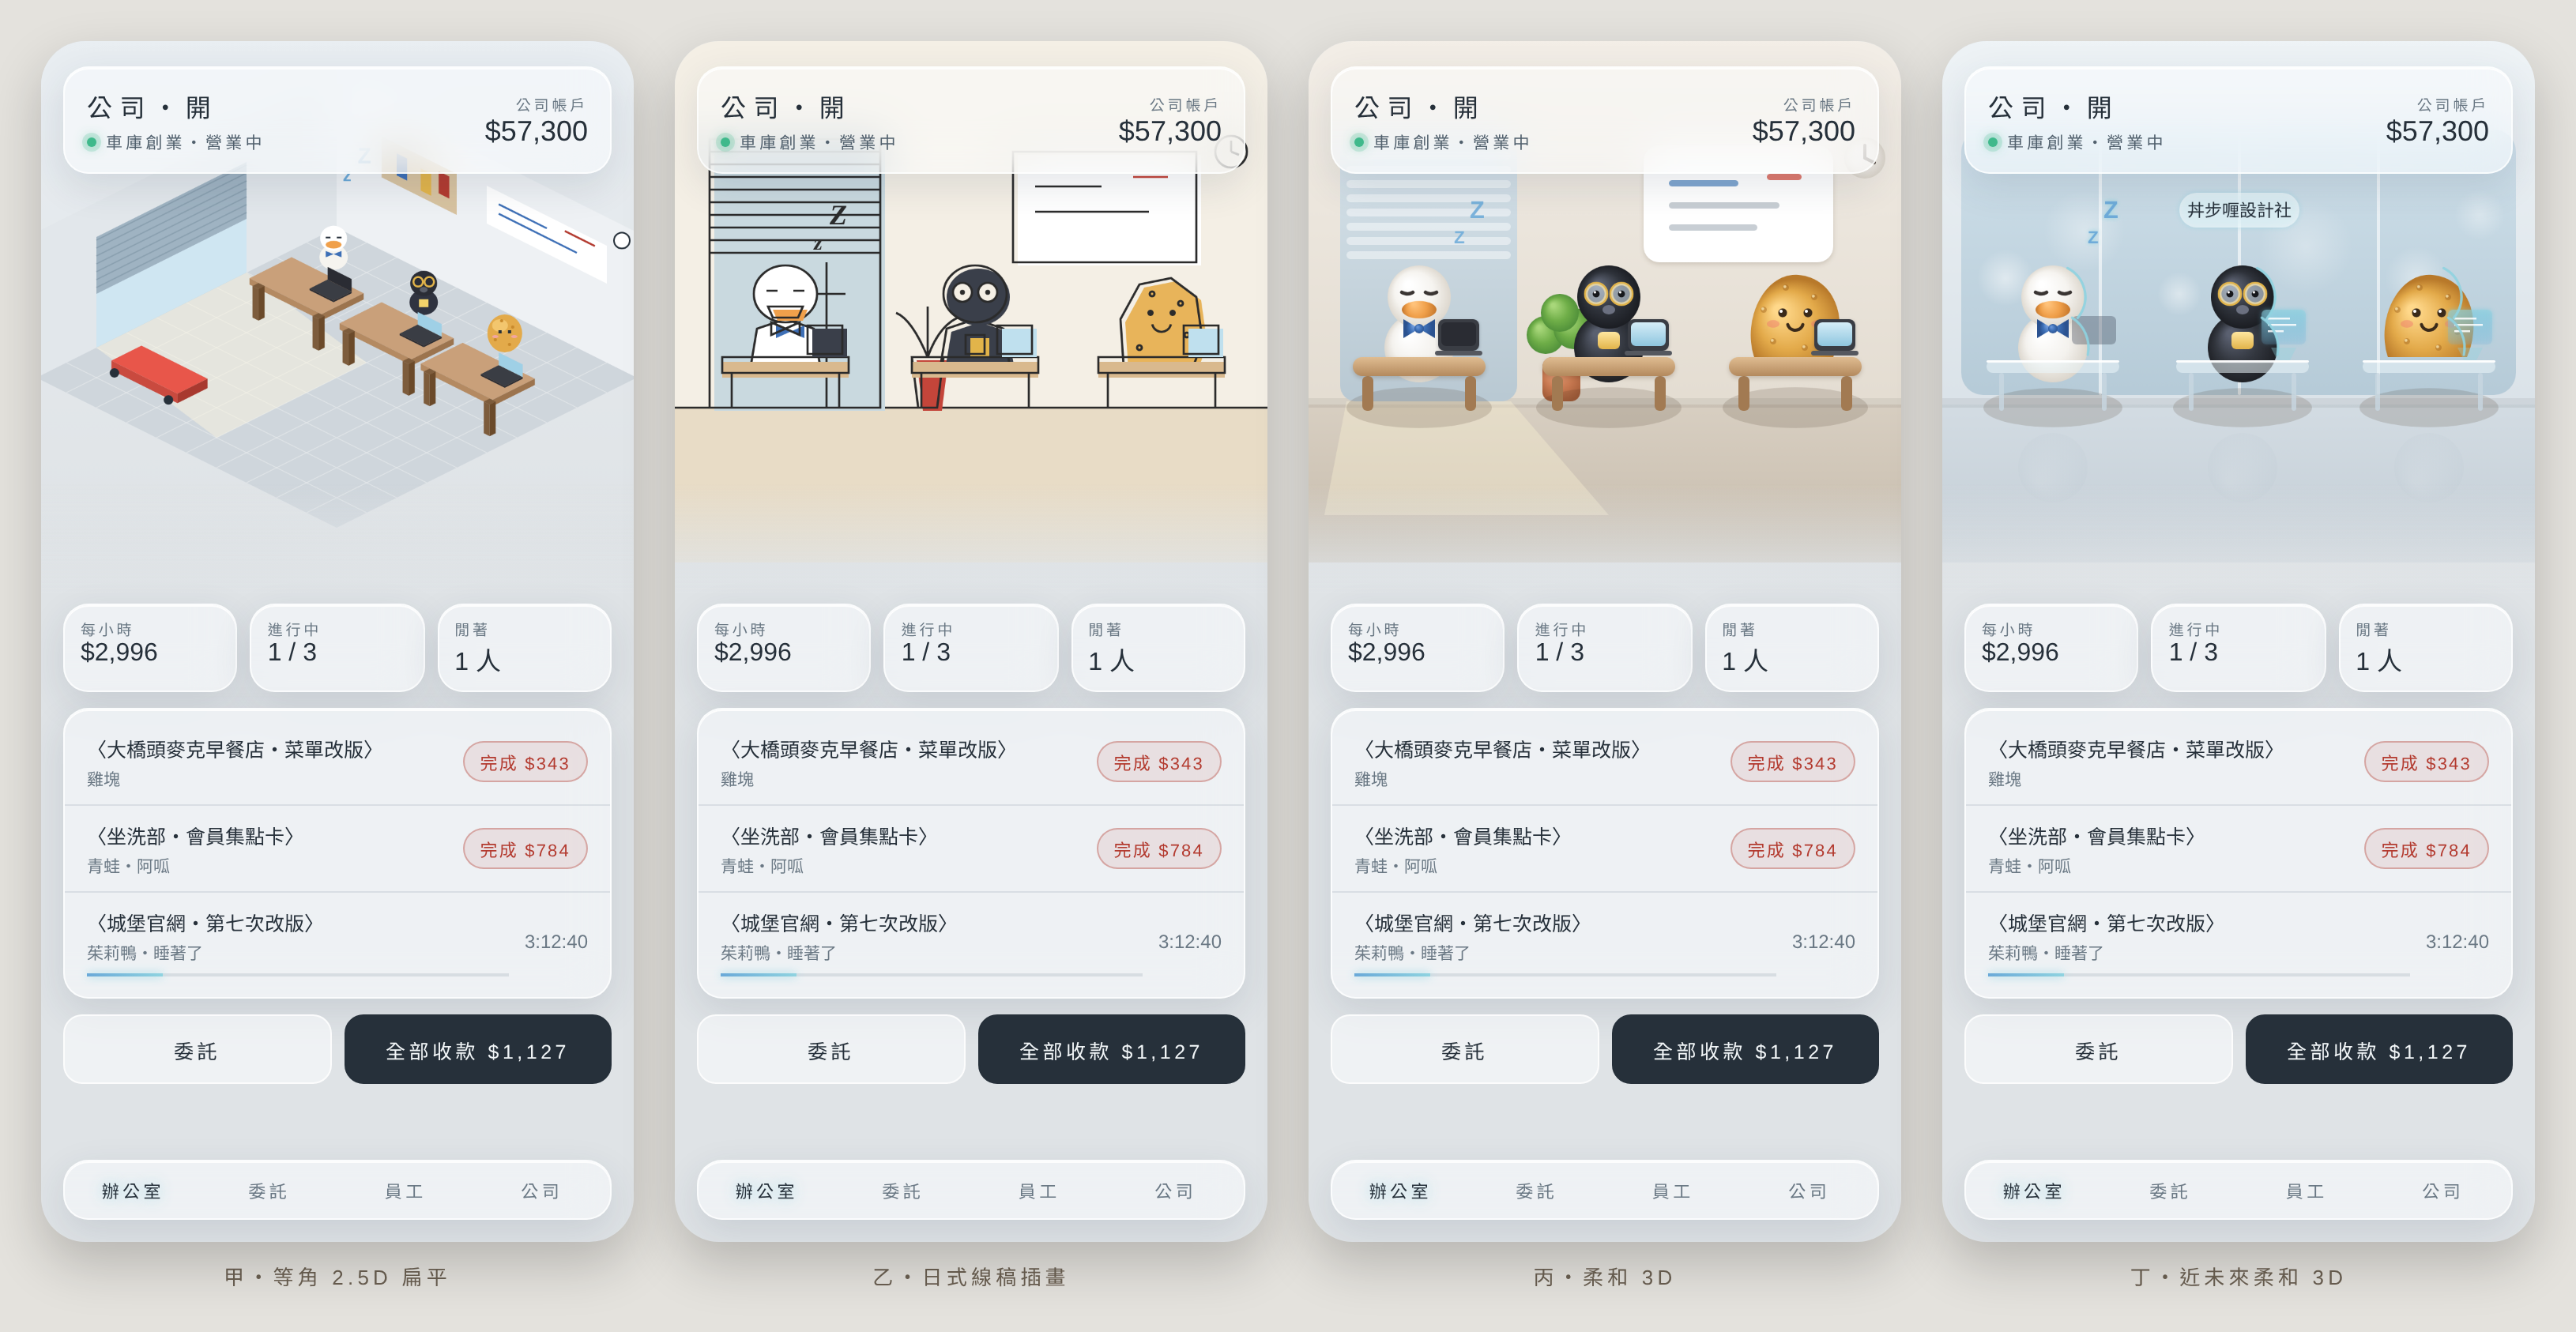 公司・開
公司帳戶
車庫創業・營業中
$57,300
Z
z
每小時
$2,996
進行中
1 / 3
閒著
1 人
〈大橋頭麥克早餐店・菜單改版〉
雞塊
完成 $343
〈坐洗部・會員集點卡〉
青蛙・阿呱
完成 $784
〈城堡官網・第七次改版〉
茱莉鴨・睡著了
3:12:40
委託
全部收款 $1,127
辦公室 委託 員工 公司
甲・等角 2.5D 扁平
公司・開
公司帳戶
車庫創業・營業中
$57,300
Z
z
每小時
$2,996
進行中
1 / 3
閒著
1 人
〈大橋頭麥克早餐店・菜單改版〉
雞塊
完成 $343
〈坐洗部・會員集點卡〉
青蛙・阿呱
完成 $784
〈城堡官網・第七次改版〉
茱莉鴨・睡著了
3:12:40
委託
全部收款 $1,127
辦公室 委託 員工 公司
乙・日式線稿插畫
公司・開
公司帳戶
車庫創業・營業中
$57,300
Z
z
每小時
$2,996
進行中
1 / 3
閒著
1 人
〈大橋頭麥克早餐店・菜單改版〉
雞塊
完成 $343
〈坐洗部・會員集點卡〉
青蛙・阿呱
完成 $784
〈城堡官網・第七次改版〉
茱莉鴨・睡著了
3:12:40
委託
全部收款 $1,127
辦公室 委託 員工 公司
丙・柔和 3D
公司・開
公司帳戶
車庫創業・營業中
$57,300
Z
z
丼步喱設計社
每小時
$2,996
進行中
1 / 3
閒著
1 人
〈大橋頭麥克早餐店・菜單改版〉
雞塊
完成 $343
〈坐洗部・會員集點卡〉
青蛙・阿呱
完成 $784
〈城堡官網・第七次改版〉
茱莉鴨・睡著了
3:12:40
委託
全部收款 $1,127
辦公室 委託 員工 公司
丁・近未來柔和 3D